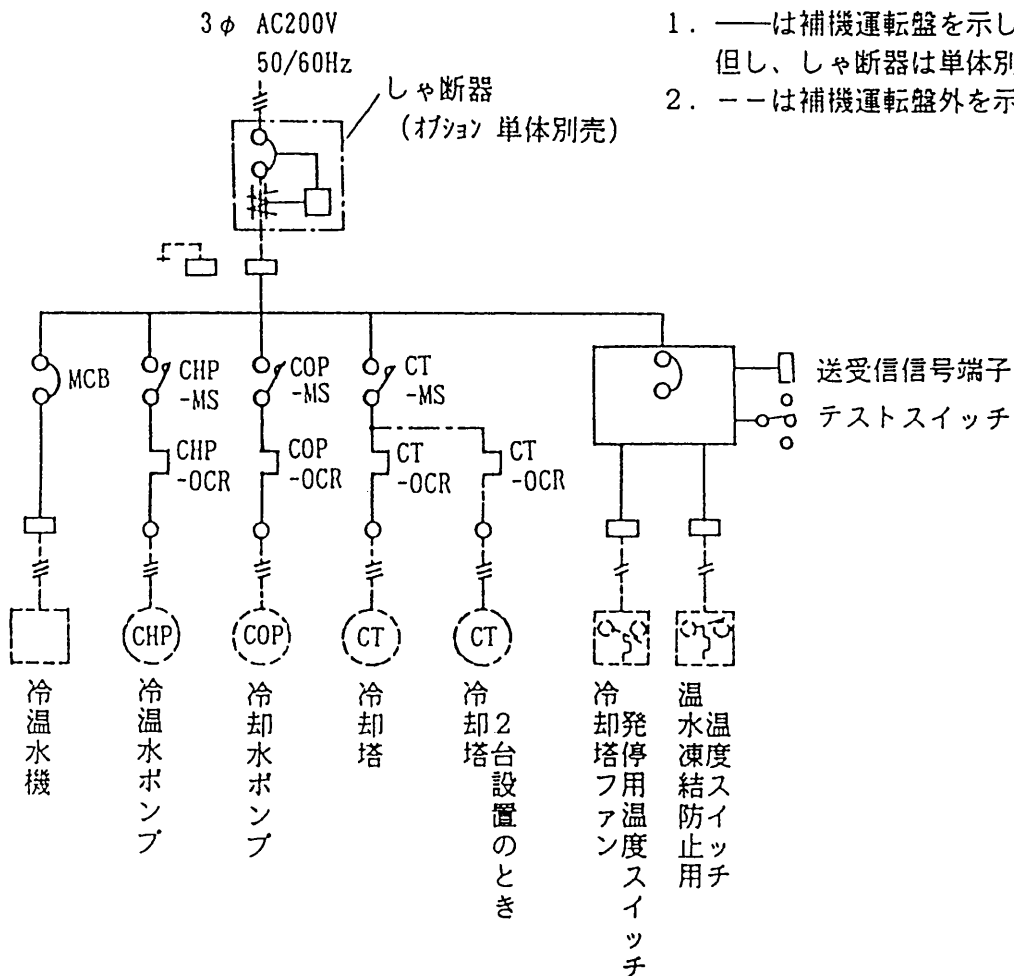 3φ AC200V
50/60Hz
しゃ断器
(オプション 単体別売)
1. ――は補機運転盤を示し
但し、しゃ断器は単体別
2. ーーは補機運転盤外を示
MCB
CHP
-MS
COP
-MS
CT
-MS
CHP
-OCR
COP
-OCR
CT
-OCR
CT
-OCR
送受信信号端子
テストスイッチ
CHP
COP
CT
CT
冷温水機
冷温水ポンプ
冷却水ポンプ
冷却塔
冷却塔
2台設置のとき
冷却塔ファン
発停用温度スイッチ
温水凍結防止用
温度スイッチ